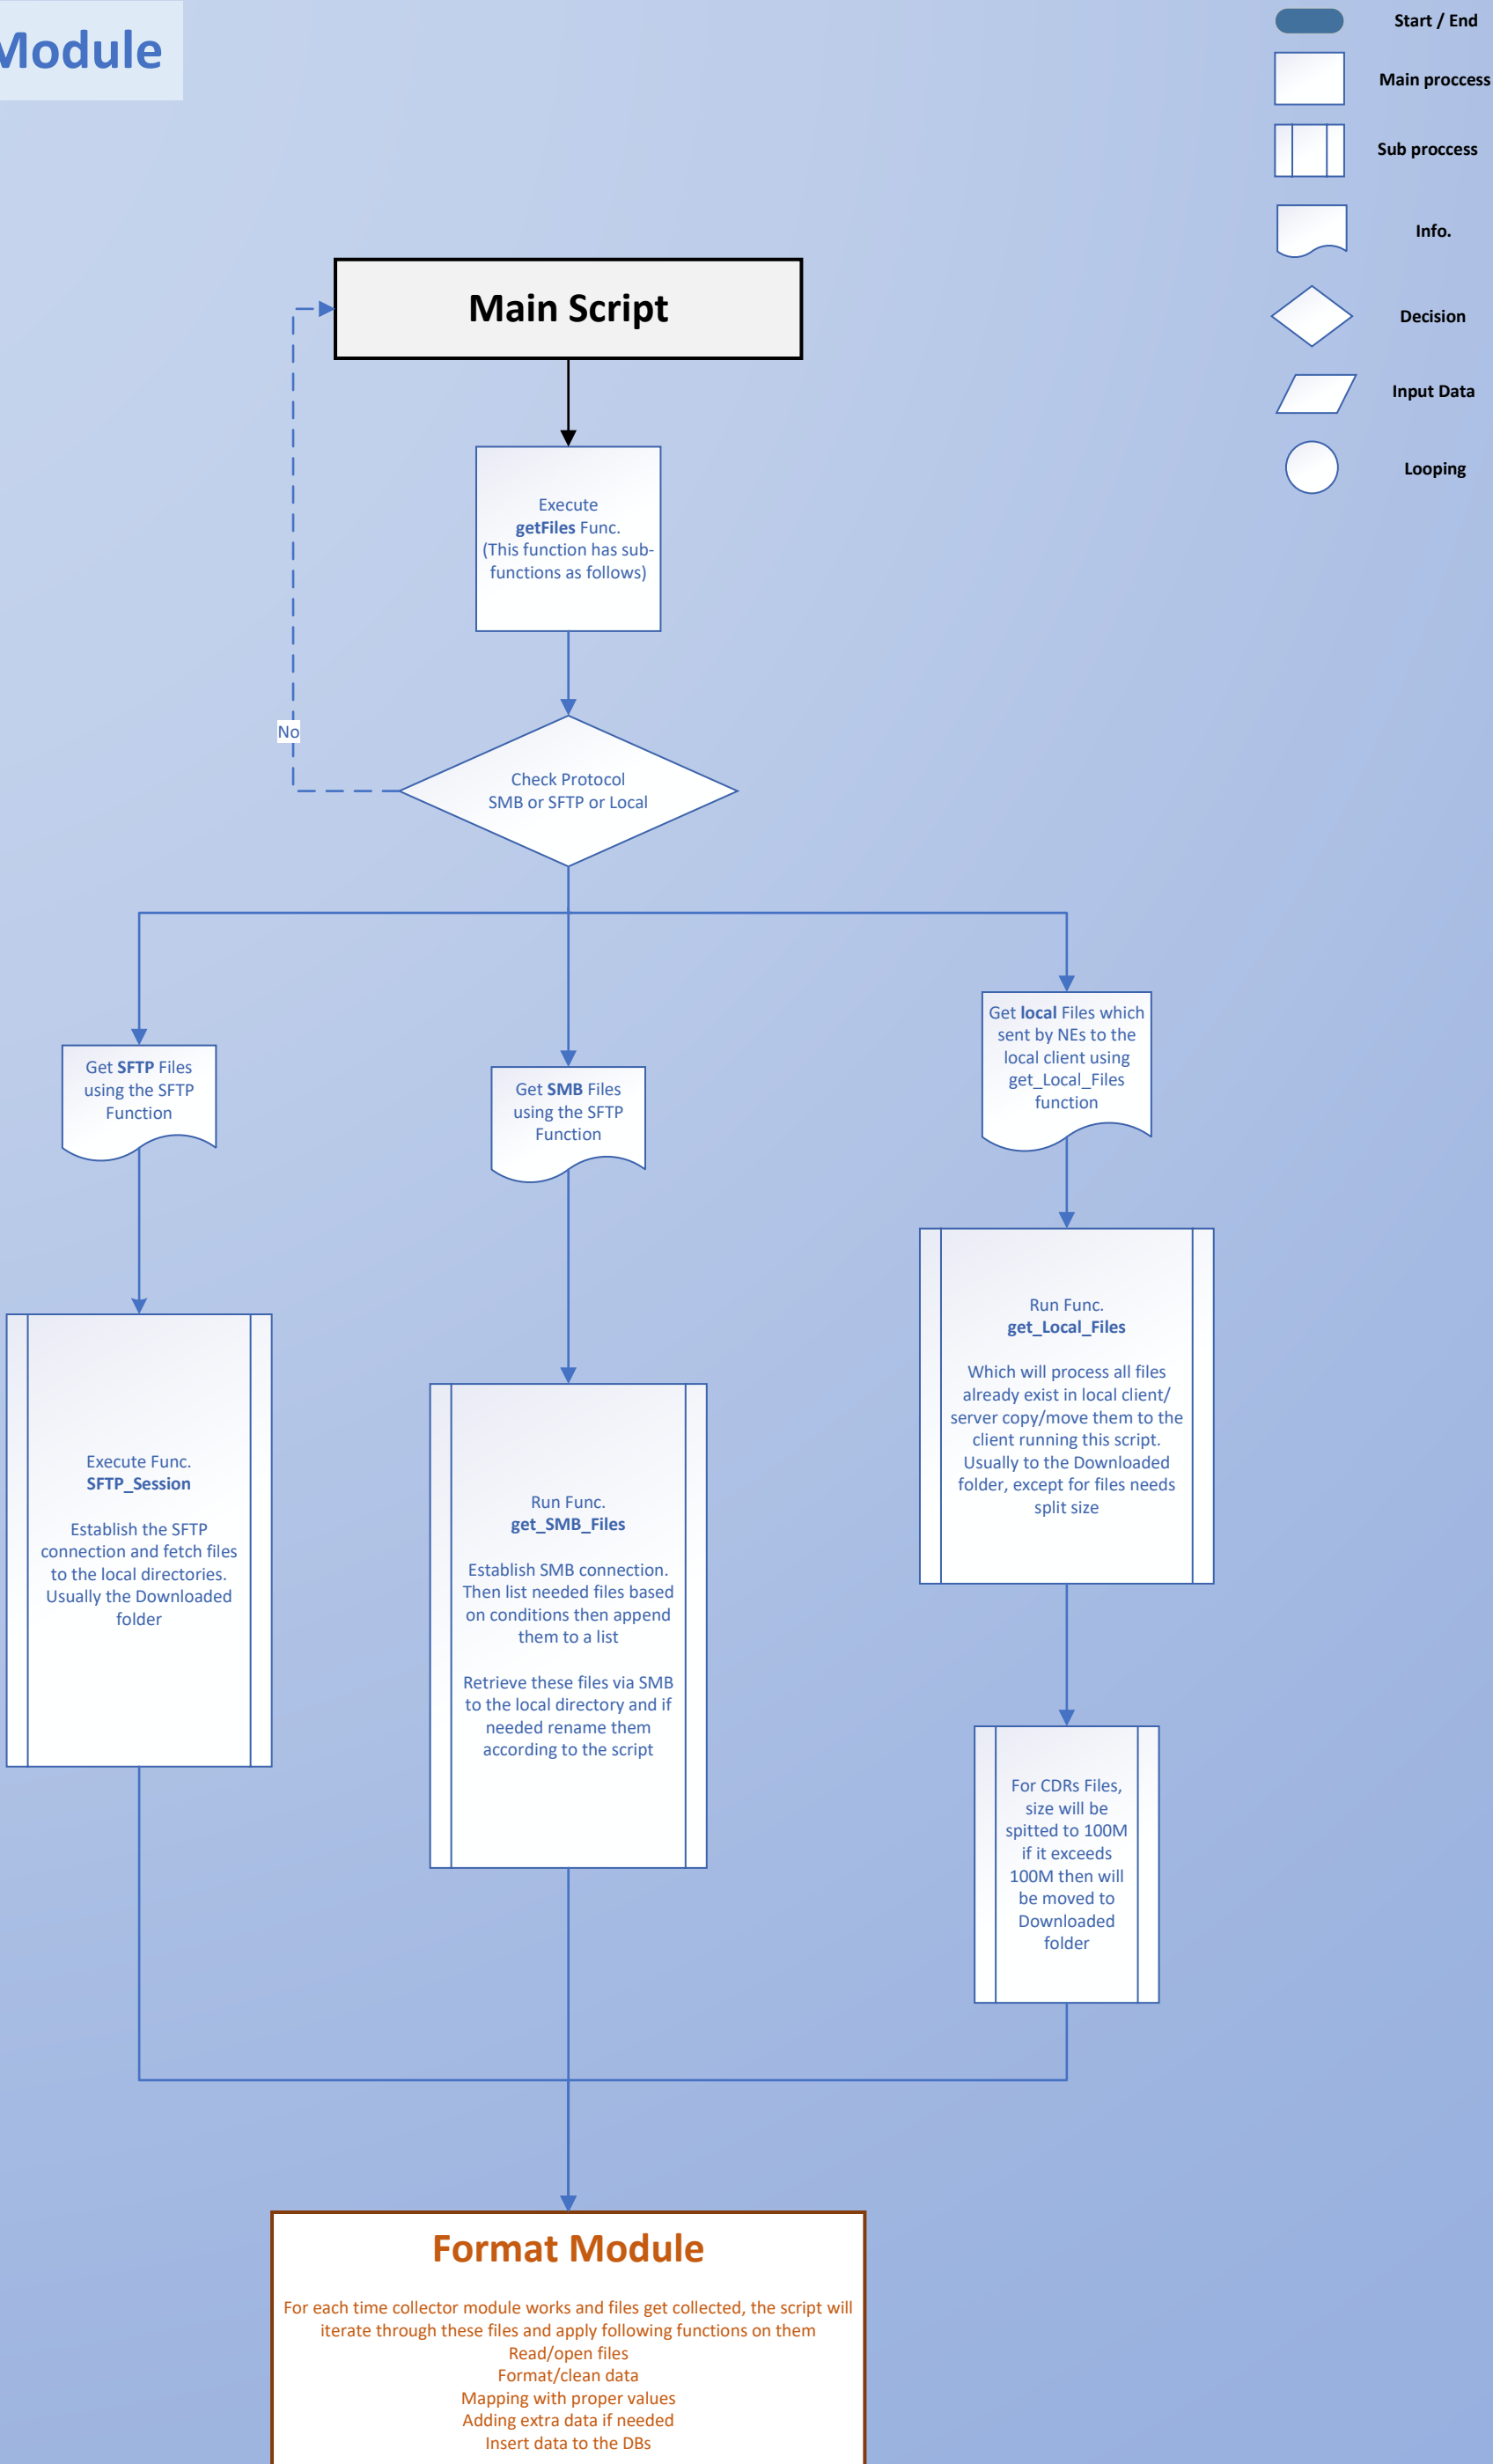 Module
Start / End
Main proccess
Sub proccess
Info.
Decision
Input Data
Looping
Main Script
Execute
getFiles Func.
(This function has sub-
functions as follows)
No
Check Protocol
SMB or SFTP or Local
Get SFTP Files
using the SFTP
Function
Get SMB Files
using the SFTP
Function
Get local Files which
sent by NEs to the
local client using
get_Local_Files
function
Execute Func.
SFTP_Session
Establish the SFTP
connection and fetch files
to the local directories.
Usually the Downloaded
folder
Run Func.
get_SMB_Files
Establish SMB connection.
Then list needed files based
on conditions then append
them to a list
Retrieve these files via SMB
to the local directory and if
needed rename them
according to the script
Run Func.
get_Local_Files
Which will process all files
already exist in local client/
server copy/move them to the
client running this script.
Usually to the Downloaded
folder, except for files needs
split size
For CDRs Files,
size will be
spitted to 100M
if it exceeds
100M then will
be moved to
Downloaded
folder
Format Module
For each time collector module works and files get collected, the script will
iterate through these files and apply following functions on them
Read/open files
Format/clean data
Mapping with proper values
Adding extra data if needed
Insert data to the DBs